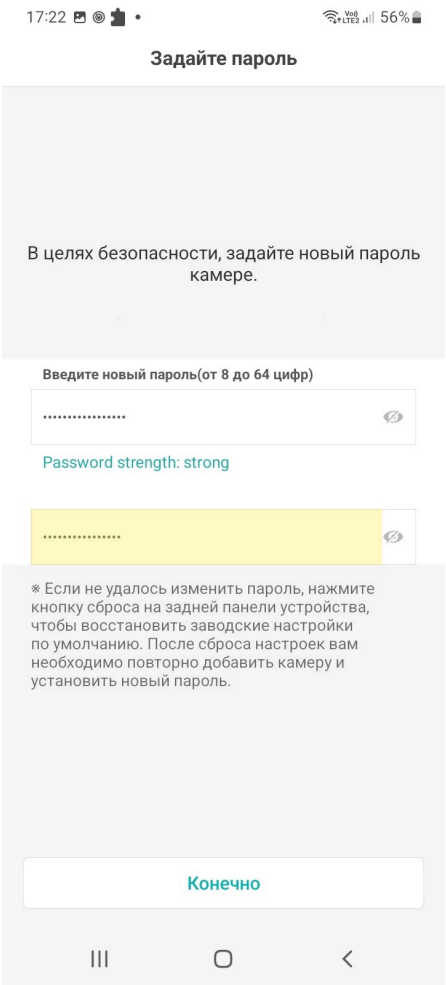 17:22
Vo))
LTE2
56%
Задайте пароль
В целях безопасности, задайте новый пароль
камере.
Введите новый пароль(от 8 до 64 цифр)
•••••••••••••••••
Password strength: strong
••••••••••••••••
※ Если не удалось изменить пароль, нажмите
кнопку сброса на задней панели устройства,
чтобы восстановить заводские настройки
по умолчанию. После сброса настроек вам
необходимо повторно добавить камеру и
установить новый пароль.
Конечно